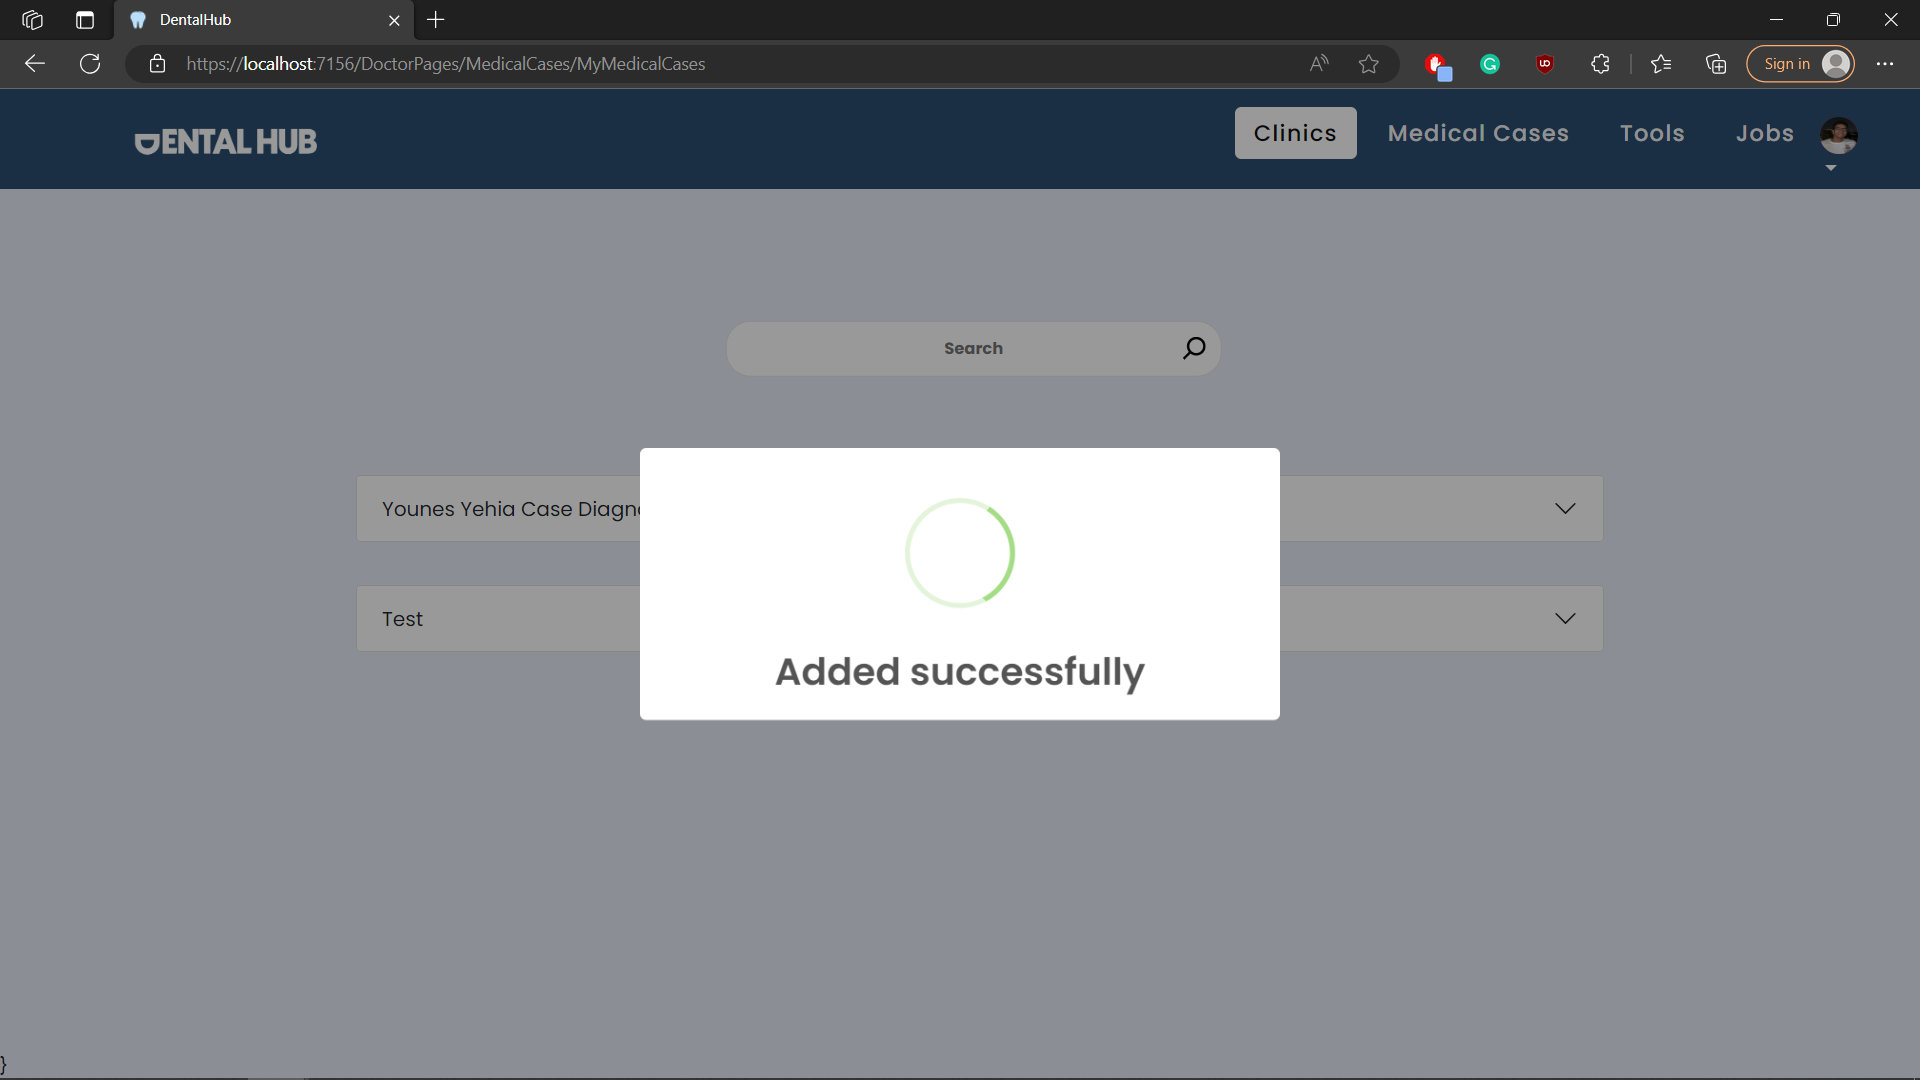 DentalHub
https://localhost:7156/DoctorPages/MedicalCases/MyMedicalCases
Sign in
DENTAL HUB
Clinics
Medical Cases
Tools
Jobs
Search
Younes Yehia Case
Test
Added successfully
}